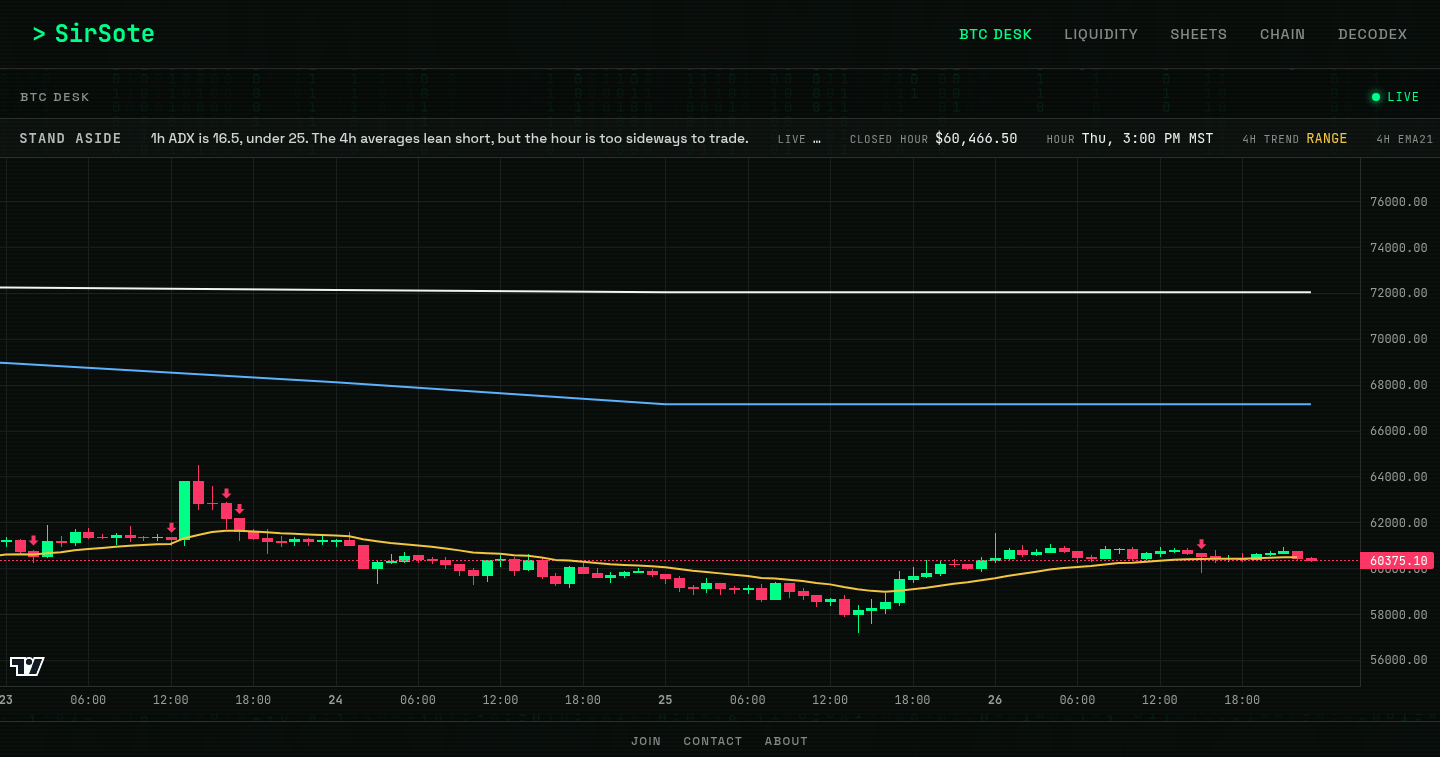 > SirSote
BTC DESK LIQUIDITY SHEETS CHAIN DECODEX
BTC DESK
LIVE
STAND ASIDE 1h ADX is 16.5, under 25. The 4h averages lean short, but the hour is too sideways to trade. LIVE … CLOSED HOUR $60,466.50 HOUR Thu, 3:00 PM MST 4H TREND RANGE 4H EMA21
76000.00
74000.00
72000.00
70000.00
68000.00
66000.00
64000.00
62000.00
60375.10
58000.00
56000.00
23 06:00 12:00 18:00 24 06:00 12:00 18:00 25 06:00 12:00 18:00 26 06:00 12:00 18:00
JOIN CONTACT ABOUT